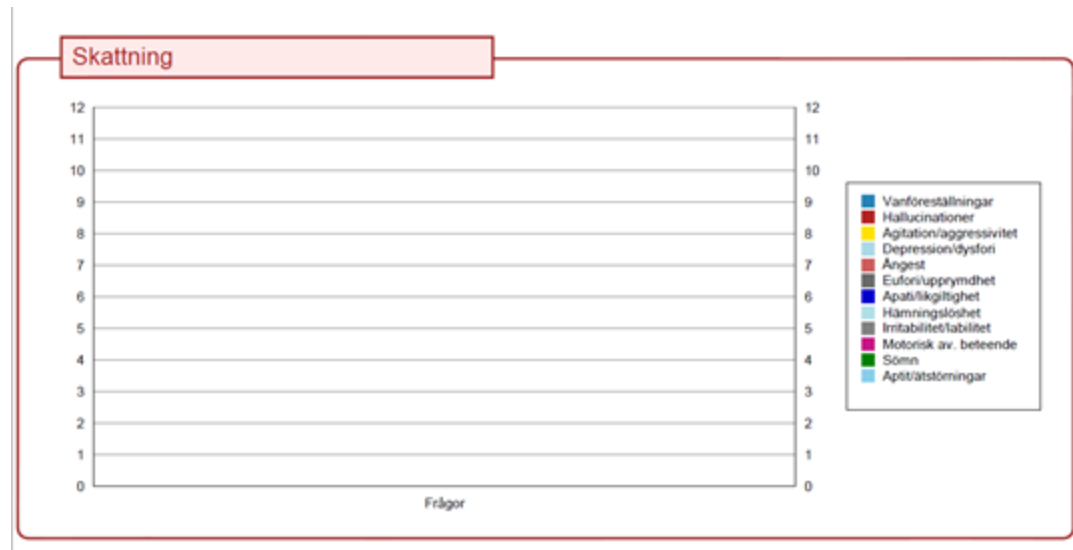 Skattning
12 12
11 11
10 10
9 9
8 8
7 7
6 6
5 5
4 4
3 3
2 2
1 1
0 0
Frågor
Vanföreställningar
Hallucinationer
Agitation/aggressivitet
Depression/dysfori
Ångest
Eufori/upprymdhet
Apati/likgiltighet
Hämningslöshet
Irritabilitet/labilitet
Motorisk av. beteende
Sömn
Aptit/ätstörningar